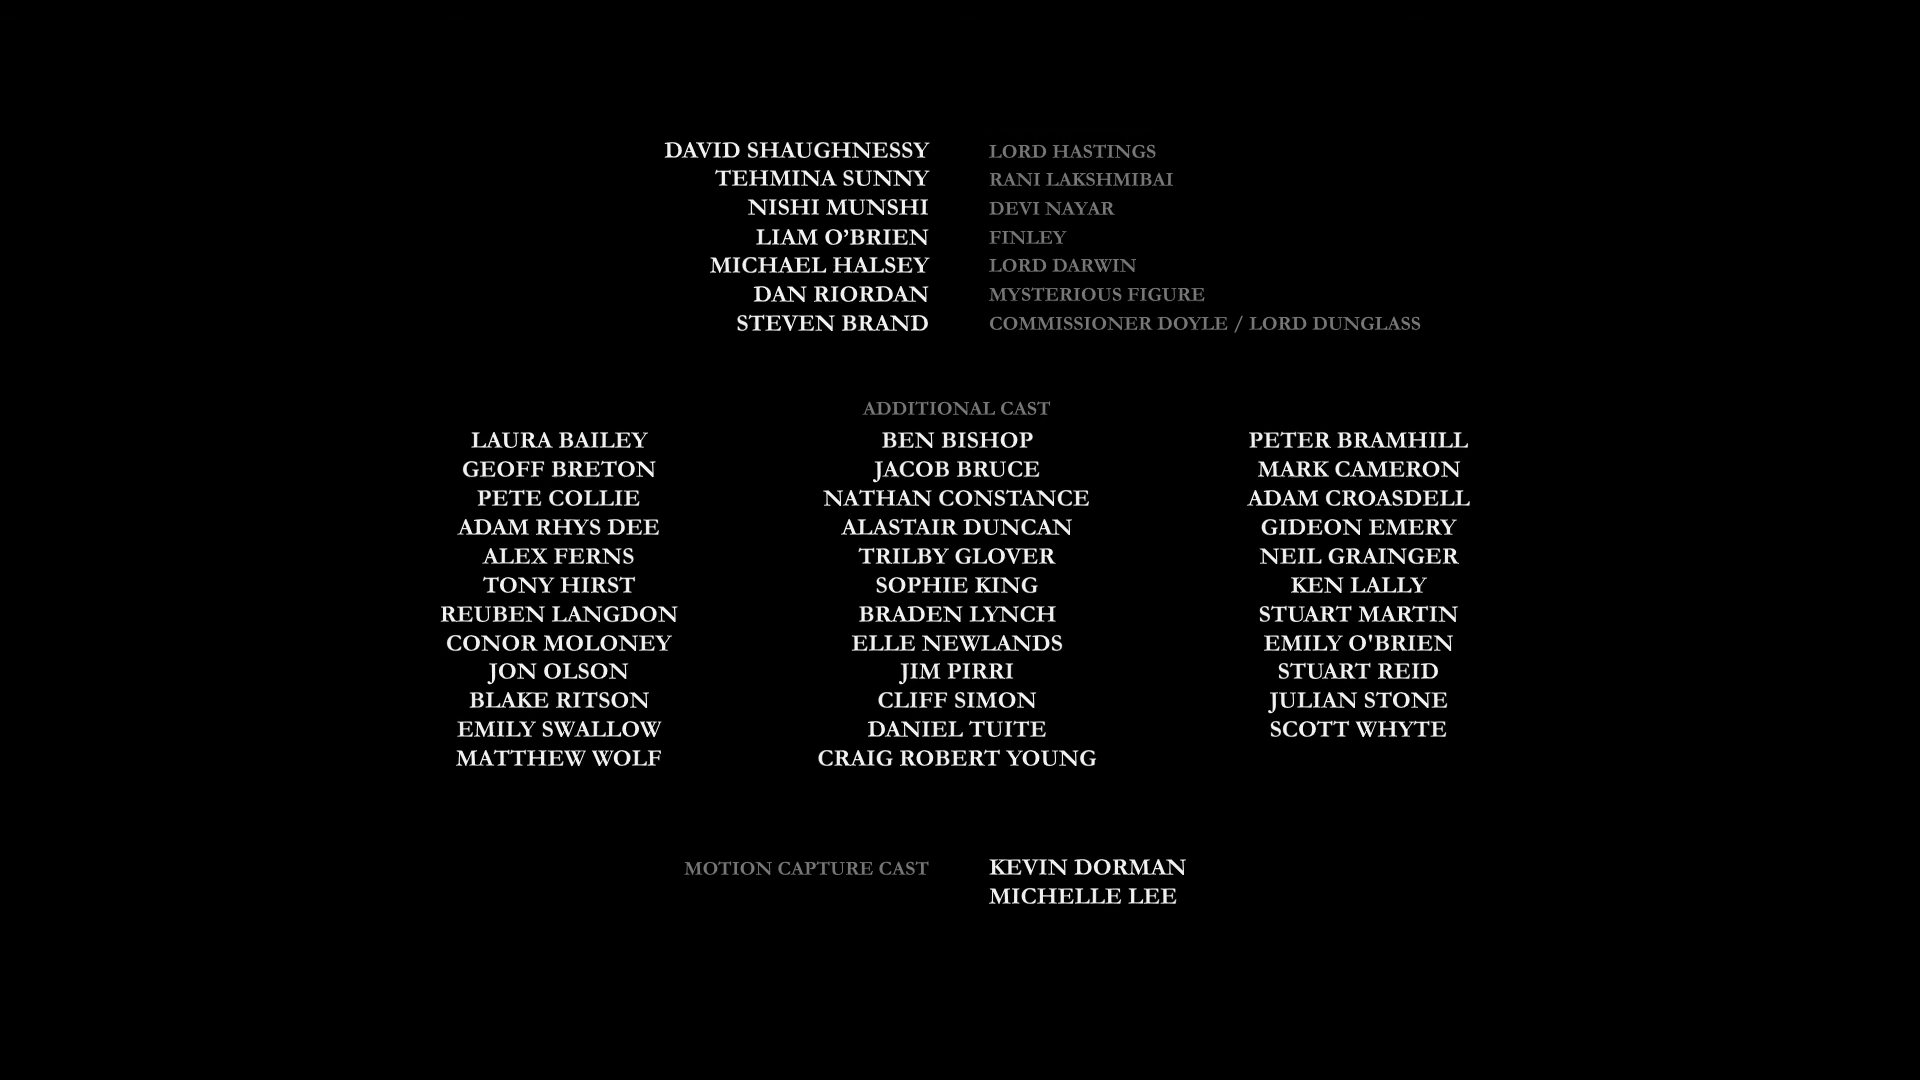 DAVID SHAUGHNESSY LORD HASTINGS
TEHMINA SUNNY RANI LAKSHMIBAI
NISHI MUNSHI DEVI NAYAR
LIAM O’BRIEN FINLEY
MICHAEL HALSEY LORD DARWIN
DAN RIORDAN MYSTERIOUS FIGURE
STEVEN BRAND COMMISSIONER DOYLE / LORD DUNGLASS
ADDITIONAL CAST
LAURA BAILEY BEN BISHOP PETER BRAMHILL
GEOFF BRETON JACOB BRUCE MARK CAMERON
PETE COLLIE NATHAN CONSTANCE ADAM CROASDELL
ADAM RHYS DEE ALASTAIR DUNCAN GIDEON EMERY
ALEX FERNS TRILBY GLOVER NEIL GRAINGER
TONY HIRST SOPHIE KING KEN LALLY
REUBEN LANGDON BRADEN LYNCH STUART MARTIN
CONOR MOLONEY ELLE NEWLANDS EMILY O'BRIEN
JON OLSON JIM PIRRI STUART REID
BLAKE RITSON CLIFF SIMON JULIAN STONE
EMILY SWALLOW DANIEL TUITE SCOTT WHYTE
MATTHEW WOLF CRAIG ROBERT YOUNG
MOTION CAPTURE CAST KEVIN DORMAN
MICHELLE LEE